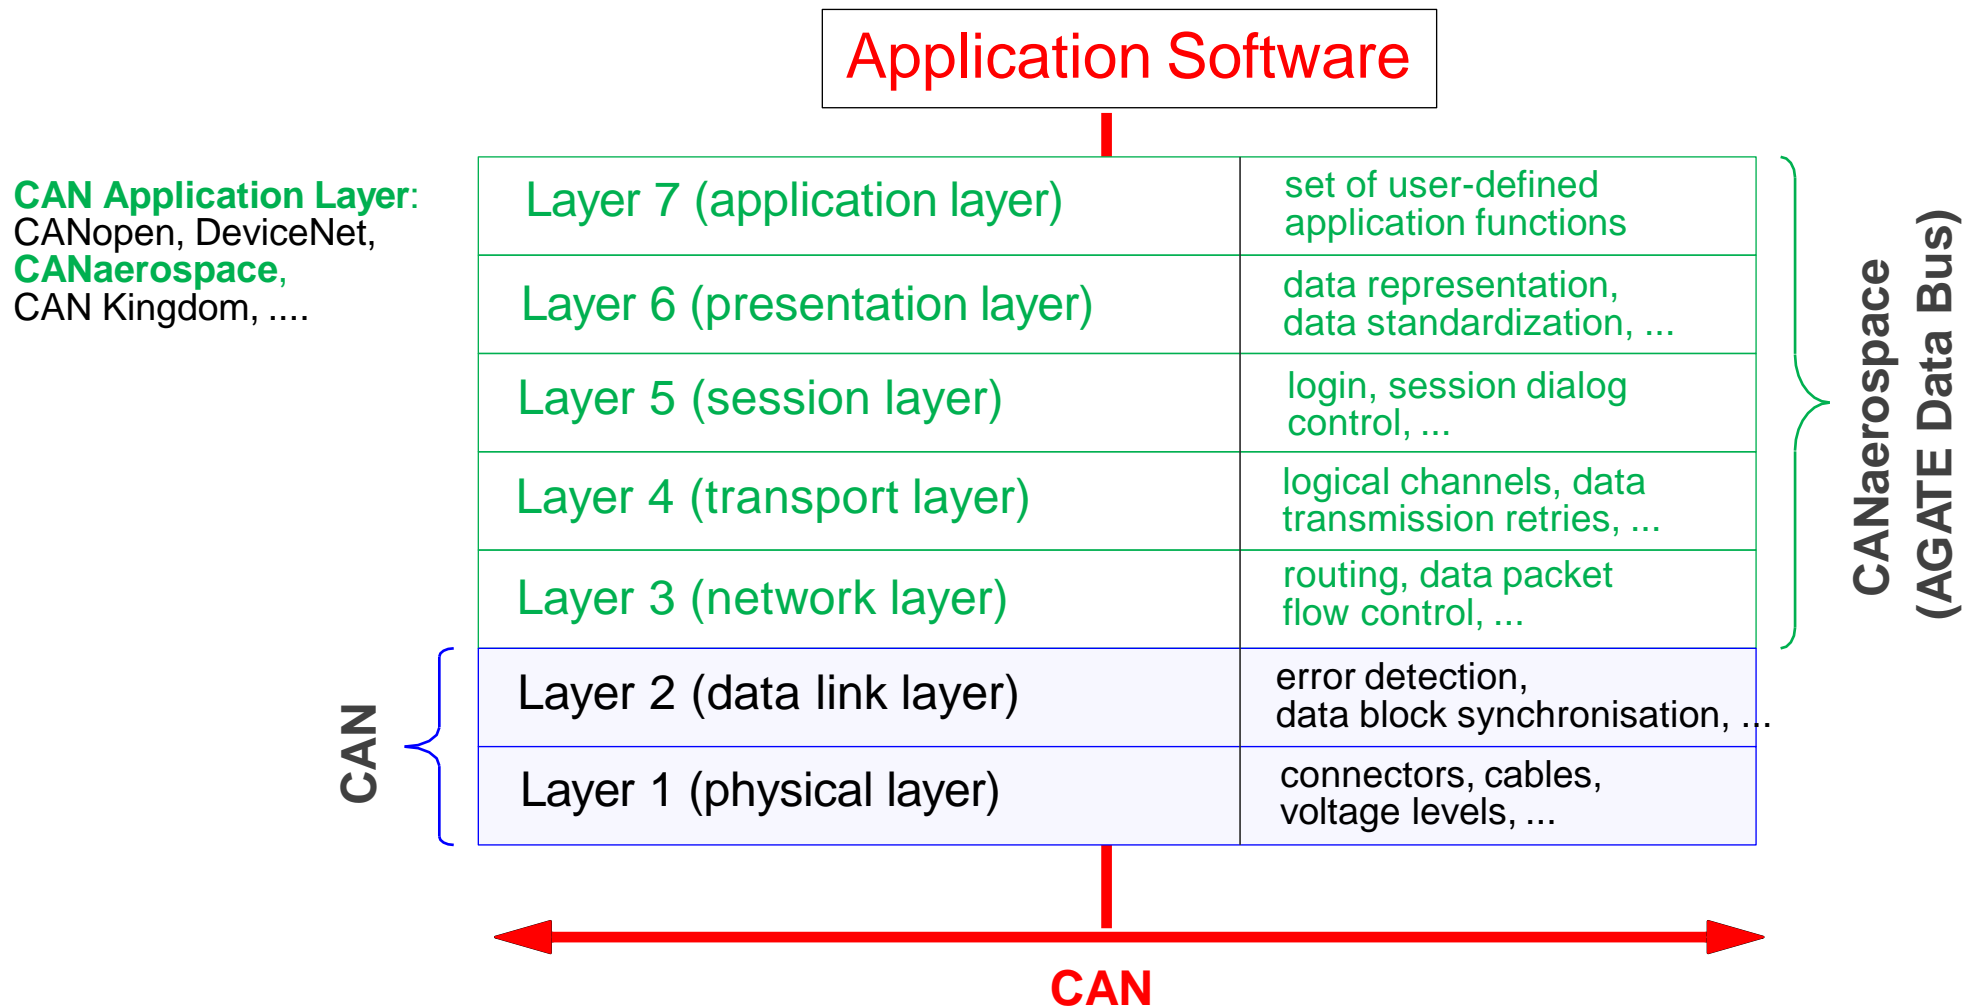 Application Software
CAN Application Layer:
CANopen, DeviceNet,
CANaerospace,
CAN Kingdom, ....
Layer 7 (application layer)
set of user-defined
application functions
Layer 6 (presentation layer)
data representation,
data standardization, ...
Layer 5 (session layer)
login, session dialog
control, ...
Layer 4 (transport layer)
logical channels, data
transmission retries, ...
Layer 3 (network layer)
routing, data packet
flow control, ...
Layer 2 (data link layer)
error detection,
data block synchronisation, ...
Layer 1 (physical layer)
connectors, cables,
voltage levels, ...
CANaerospace
(AGATE Data Bus)
CAN
CAN